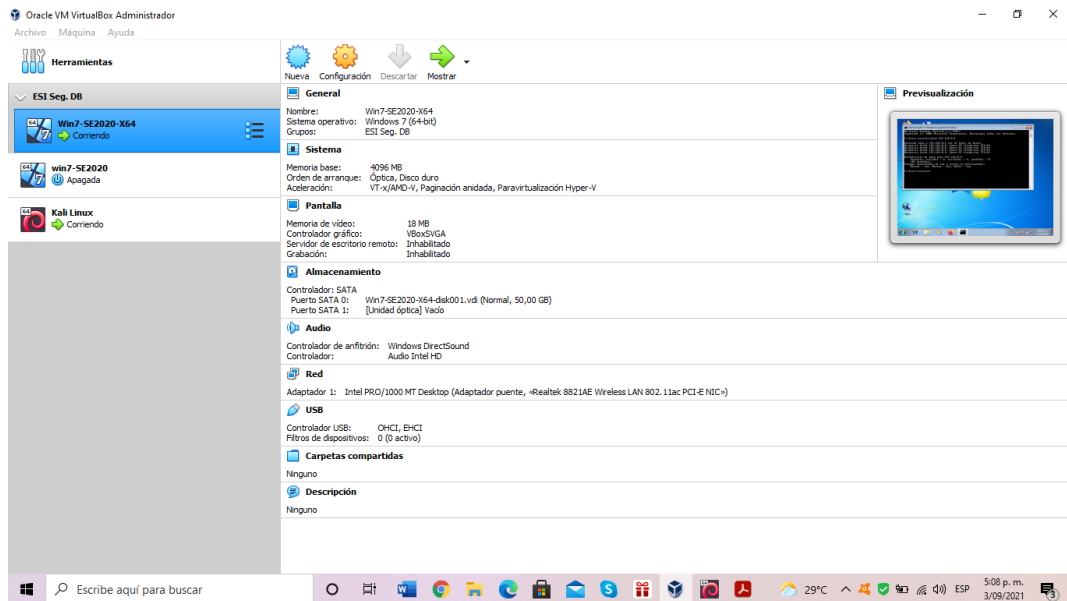 Oracle VM VirtualBox Administrador
Archivo Máquina Ayuda
Herramientas
Nueva Configuración Descartar Mostrar
ESI Seg. DB
64
Win7-SE2020-X64
Corriendo
64
win7-SE2020
Apagada
64
Kali Linux
Corriendo
General
Nombre: Win7-SE2020-X64
Sistema operativo: Windows 7 (64-bit)
Grupos: ESI Seg. DB
Previsualización
Sistema
Memoria base: 4096 MB
Orden de arranque: Óptica, Disco duro
Aceleración: VT-x/AMD-V, Paginación anidada, Paravirtualización Hyper-V
Pantalla
Memoria de vídeo: 18 MB
Controlador gráfico: VBoxSVGA
Servidor de escritorio remoto: Inhabilitado
Grabación: Inhabilitado
Almacenamiento
Controlador: SATA
Puerto SATA 0: Win7-SE2020-X64-disk001.vdi (Normal, 50,00 GB)
Puerto SATA 1: [Unidad óptica] Vacío
Audio
Controlador de anfitrión: Windows DirectSound
Controlador: Audio Intel HD
Red
Adaptador 1: Intel PRO/1000 MT Desktop (Adaptador puente, «Realtek 8821AE Wireless LAN 802.11ac PCI-E NIC»)
USB
Controlador USB: OHCI, EHCI
Filtros de dispositivos: 0 (0 activo)
Carpetas compartidas
Ninguno
Descripción
Ninguno
Escribe aquí para buscar
29°C
ESP
5:08 p. m.
3/09/2021
3